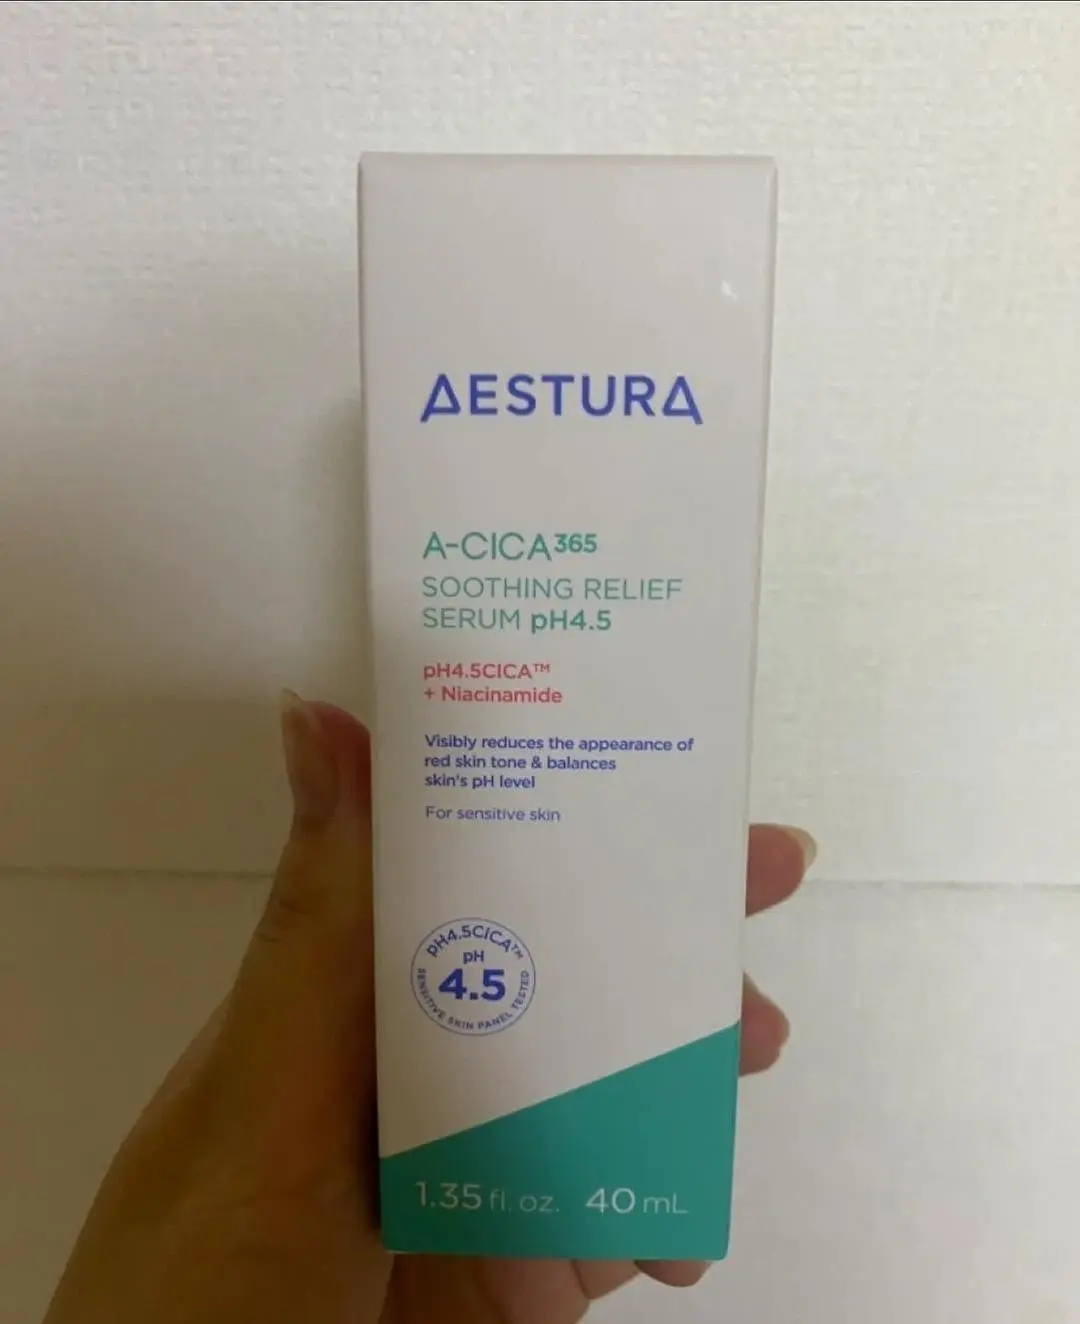 AESTURA
A-CICA365
SOOTHING RELIEF
SERUM pH4.5
pH4.5CICA™
+ Niacinamide
Visibly reduces the appearance of
red skin tone & balances
skin's pH level
For sensitive skin
pH4.5CICA™
pH
4.5
SENSITIVE SKIN PANEL TESTED
1.35 fl. oz. 40 mL